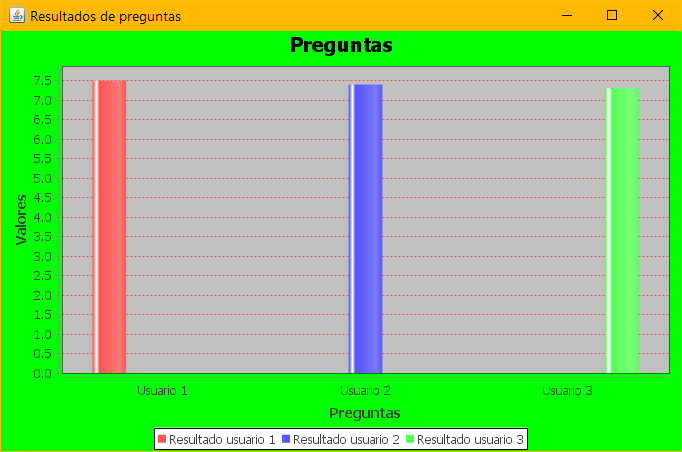 Resultados de preguntas
Preguntas
Valores
7.5
7.0
6.5
6.0
5.5
5.0
4.5
4.0
3.5
3.0
2.5
2.0
1.5
1.0
0.5
0.0
Usuario 1 Usuario 2 Usuario 3
Preguntas
Resultado usuario 1 Resultado usuario 2 Resultado usuario 3